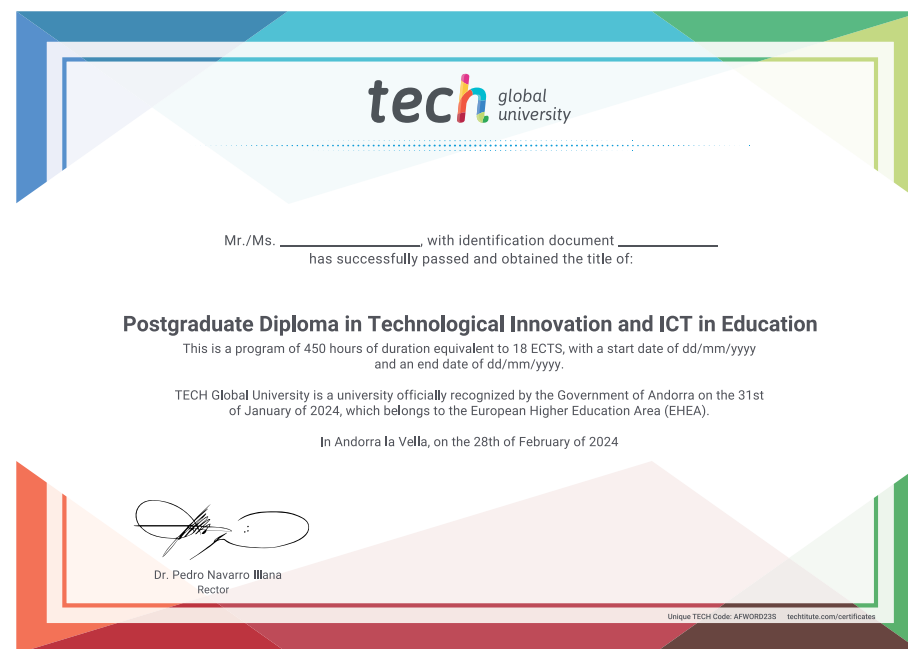 tech global university
Mr./Ms. ____________, with identification document ____________
has successfully passed and obtained the title of:
Postgraduate Diploma in Technological Innovation and ICT in Education
This is a program of 450 hours of duration equivalent to 18 ECTS, with a start date of dd/mm/yyyy
and an end date of dd/mm/yyyy.
TECH Global University is a university officially recognized by the Government of Andorra on the 31st
of January of 2024, which belongs to the European Higher Education Area (EHEA).
In Andorra la Vella, on the 28th of February of 2024
Dr. Pedro Navarro Illana
Rector
Unique TECH Code: AFWORD23S techtitute.com/certificates